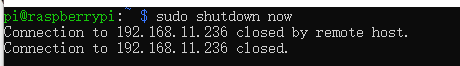 pi@raspberrypi: ~ $ sudo shutdown now
Connection to 192.168.11.236 closed by remote host.
Connection to 192.168.11.236 closed.